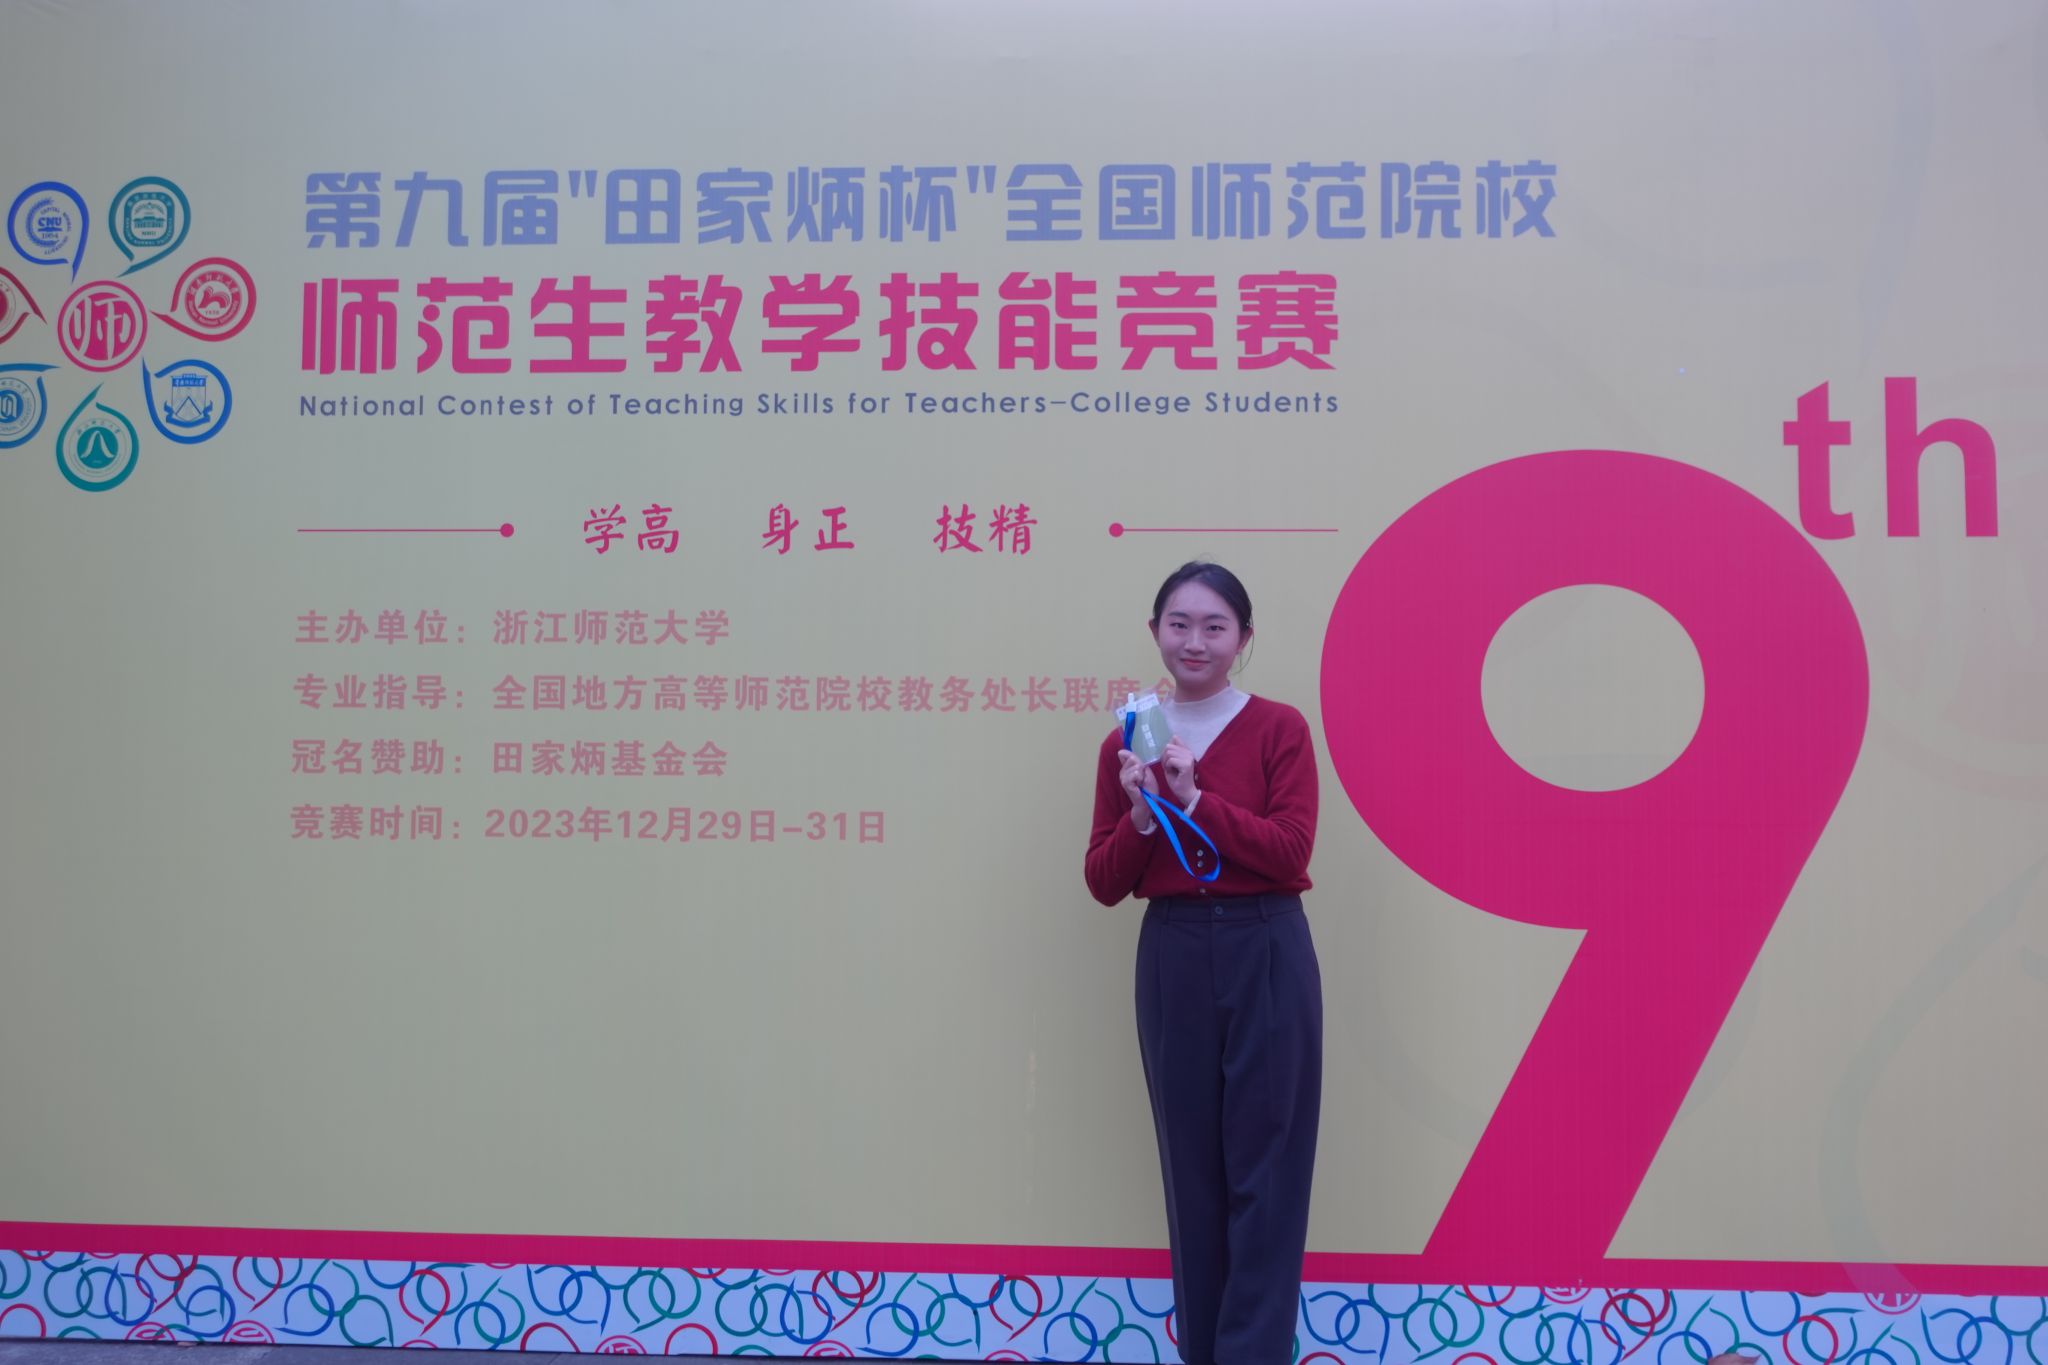 第九届"田家炳杯"全国师范院校
师范生教学技能竞赛
National Contest of Teaching Skills for Teachers-College Students
9th
学高 身正 技精
主办单位：浙江师范大学
专业指导：全国地方高等师范院校教务处长联席会
冠名赞助：田家炳基金会
竞赛时间：2023年12月29日-31日
CNU
1954
师